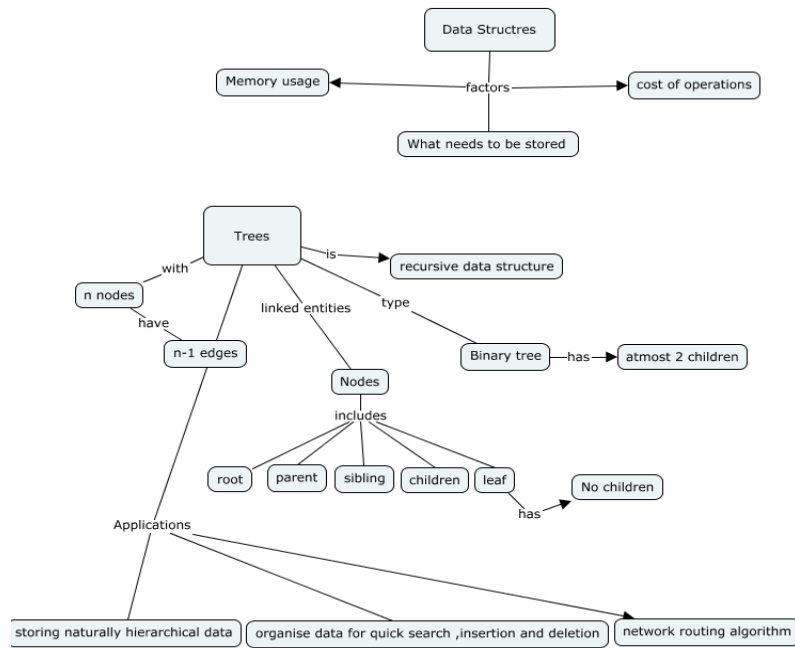 Data Structres
Memory usage
factors
cost of operations
What needs to be stored
Trees
is
recursive data structure
with
n nodes
linked entities
type
have
n-1 edges
Binary tree
has
atmost 2 children
Nodes
includes
root
parent
sibling
children
leaf
No children
has
Applications
storing naturally hierarchical data
organise data for quick search ,insertion and deletion
network routing algorithm